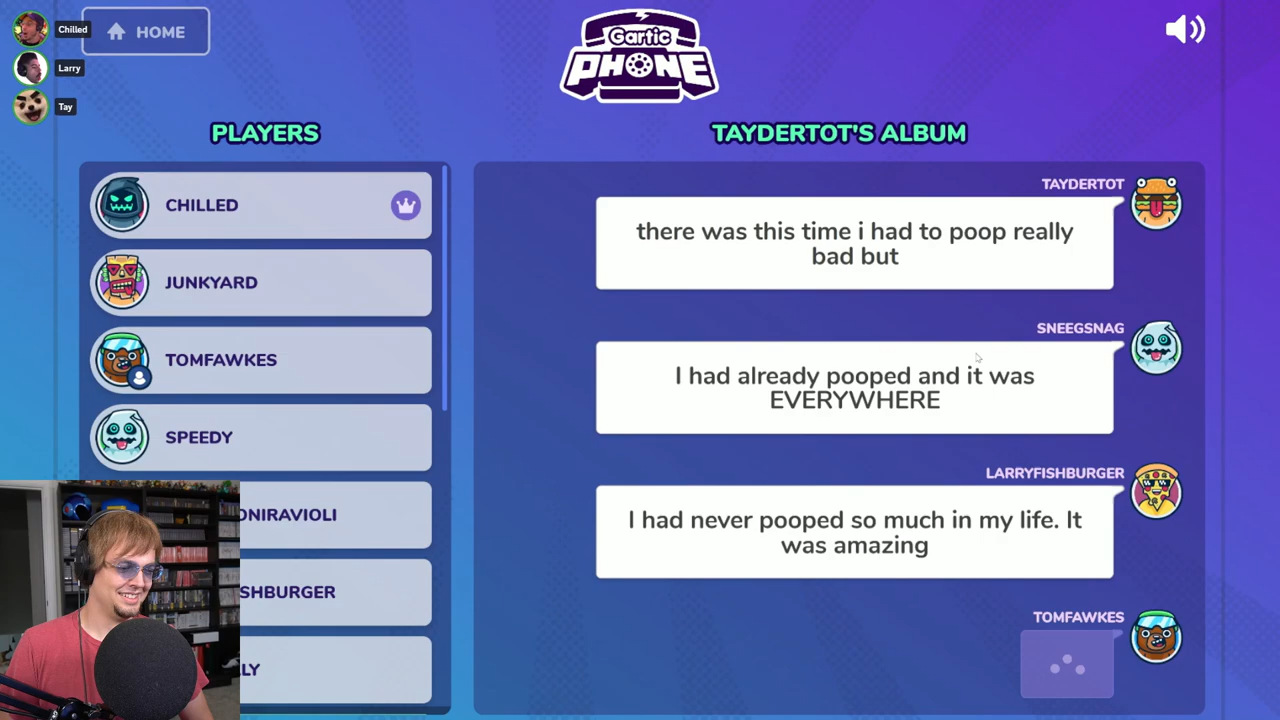 Chilled
HOME
Larry
Tay
Gartic
PHONE
PLAYERS
CHILLED
JUNKYARD
TOMFAWKES
SPEEDY
ONIRAVIOLI
SHBURGER
LY
TAYDERTOT'S ALBUM
TAYDERTOT
there was this time i had to poop really
bad but
SNEEGSNAG
I had already pooped and it was
EVERYWHERE
LARRYFISHBURGER
I had never pooped so much in my life. It
was amazing
TOMFAWKES